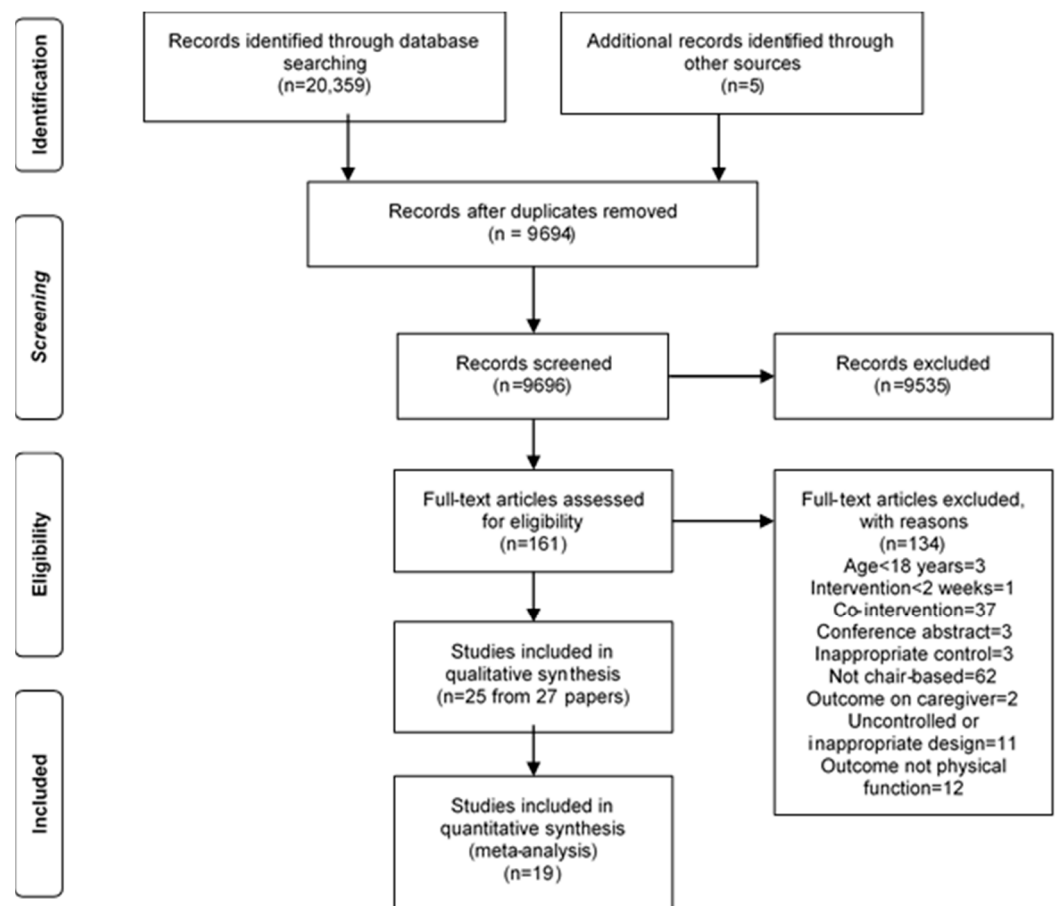 Identification
Records identified through database
searching
(n=20,359)
Additional records identified through
other sources
(n=5)
Records after duplicates removed
(n = 9694)
Screening
Records screened
(n=9696)
Records excluded
(n=9535)
Eligibility
Full-text articles assessed
for eligibility
(n=161)
Full-text articles excluded,
with reasons
(n=134)
Age<18 years=3
Intervention<2 weeks=1
Co-intervention=37
Conference abstract=3
Inappropriate control=3
Not chair-based=62
Outcome on caregiver=2
Uncontrolled or
inappropriate design=11
Outcome not physical
function=12
Studies included in
qualitative synthesis
(n=25 from 27 papers)
Included
Studies included in
quantitative synthesis
(meta-analysis)
(n=19)